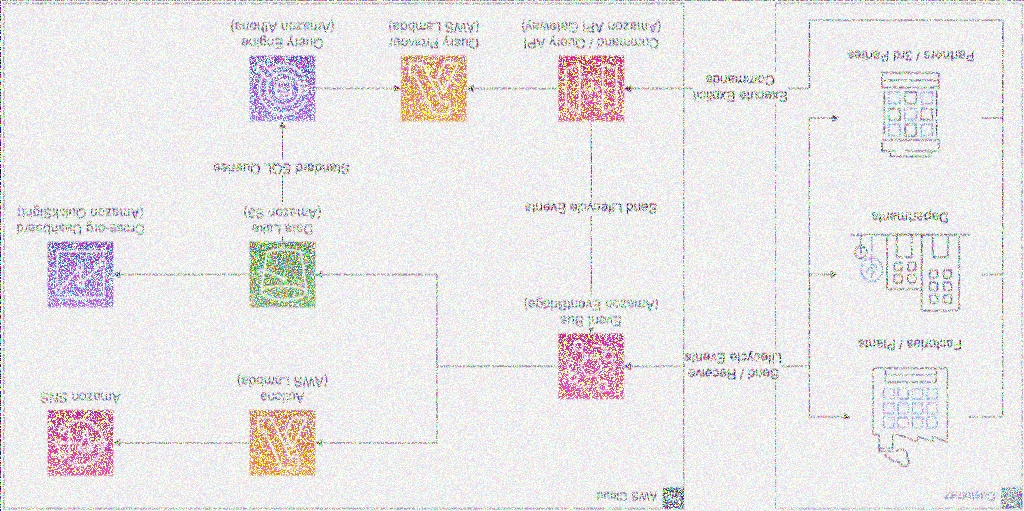 Customer
AWS Cloud
Factories / Plants
Send / Receive
Lifecycle Events
Event Bus
(Amazon EventBridge)
Actions
(AWS Lambda)
Amazon SNS
Departments
Send Lifecycle Events
Data Lake
(Amazon S3)
Cross-org Dashboard
(Amazon QuickSight)
Standard SQL Queries
Partners / 3rd Parties
Execute Explicit
Commands
Command / Query API
(Amazon API Gateway)
Query Provider
(AWS Lambda)
Query Engine
(Amazon Athena)